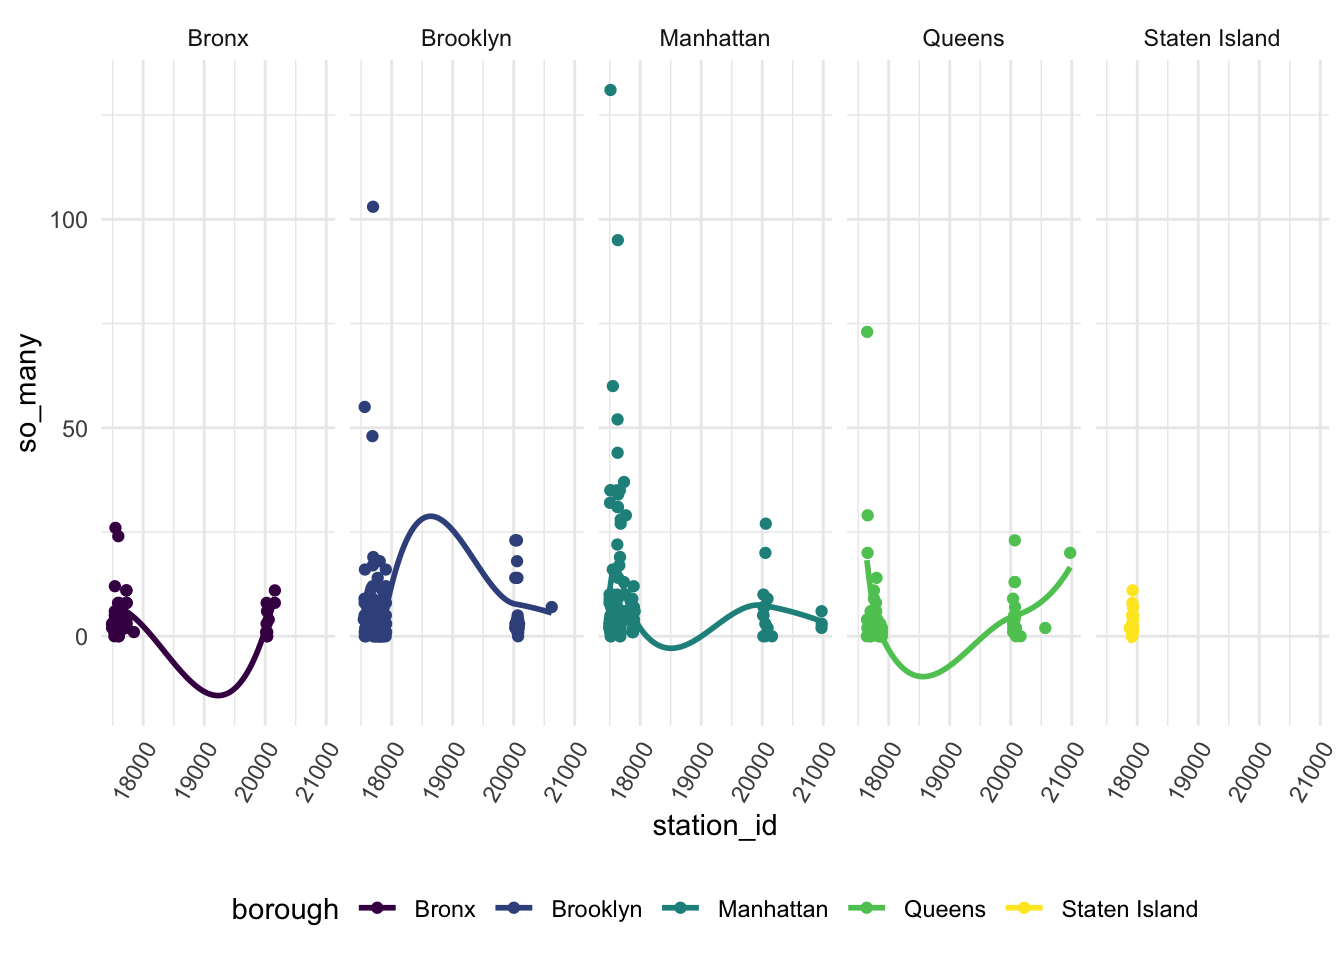 Bronx Brooklyn Manhattan Queens Staten Island
100
50
0
so_many
18000 19000 20000 21000 18000 19000 20000 21000 18000 19000 20000 21000 18000 19000 20000 21000 18000 19000 20000 21000
station_id
borough Bronx Brooklyn Manhattan Queens Staten Island